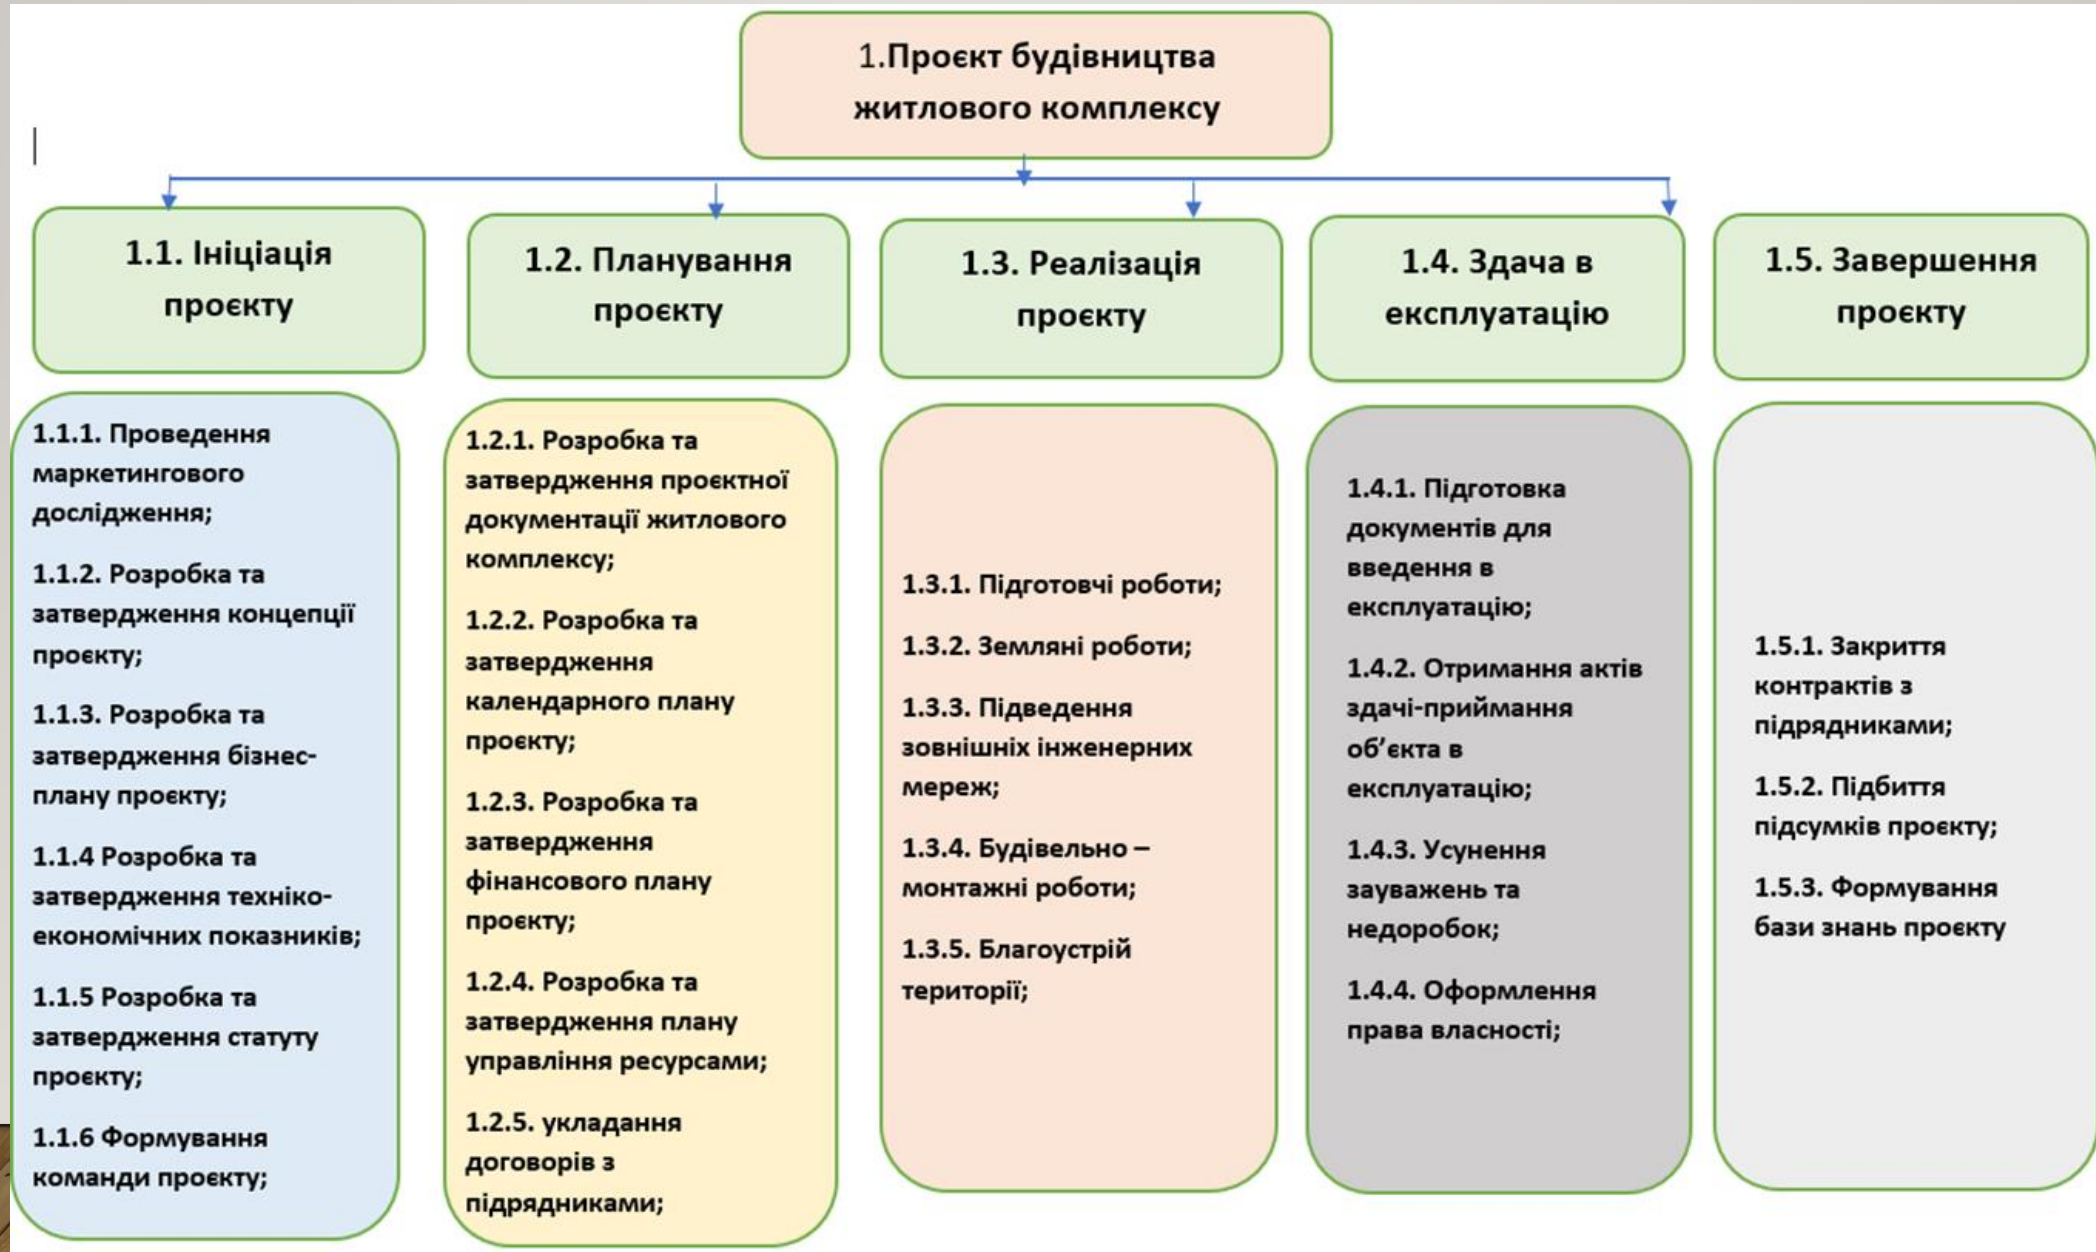 1.Проєкт будівництва
житлового комплексу
1.1. Ініціація
проєкту
1.2. Планування
проєкту
1.3. Реалізація
проєкту
1.4. Здача в
експлуатацію
1.5. Завершення
проєкту
1.1.1. Проведення
маркетингового
дослідження;
1.1.2. Розробка та
затвердження концепції
проєкту;
1.1.3. Розробка та
затвердження бізнес-
плану проєкту;
1.1.4 Розробка та
затвердження техніко-
економічних показників;
1.1.5 Розробка та
затвердження статуту
проєкту;
1.1.6 Формування
команди проєкту;
1.2.1. Розробка та
затвердження проєктної
документації житлового
комплексу;
1.2.2. Розробка та
затвердження
календарного плану
проєкту;
1.2.3. Розробка та
затвердження
фінансового плану
проєкту;
1.2.4. Розробка та
затвердження плану
управління ресурсами;
1.2.5. укладання
договорів з
підрядниками;
1.3.1. Підготовчі роботи;
1.3.2. Земляні роботи;
1.3.3. Підведення
зовнішніх інженерних
мереж;
1.3.4. Будівельно –
монтажні роботи;
1.3.5. Благоустрій
території;
1.4.1. Підготовка
документів для
введення в
експлуатацію;
1.4.2. Отримання актів
здачі-приймання
об’єкта в
експлуатацію;
1.4.3. Усунення
зауважень та
недоробок;
1.4.4. Оформлення
права власності;
1.5.1. Закриття
контрактів з
підрядниками;
1.5.2. Підбиття
підсумків проєкту;
1.5.3. Формування
бази знань проєкту